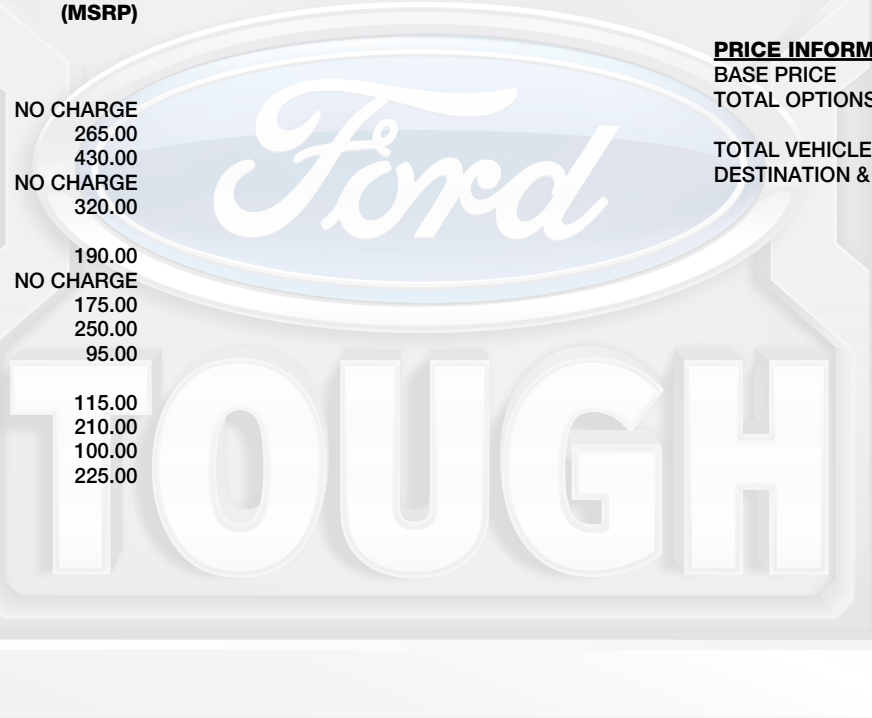 (MSRP)
NO CHARGE
265.00
430.00
NO CHARGE
320.00
190.00
NO CHARGE
175.00
250.00
95.00
115.00
210.00
100.00
225.00
PRICE INFORM
BASE PRICE
TOTAL OPTIONS
TOTAL VEHICLE
DESTINATION &
Ford
TOUGH